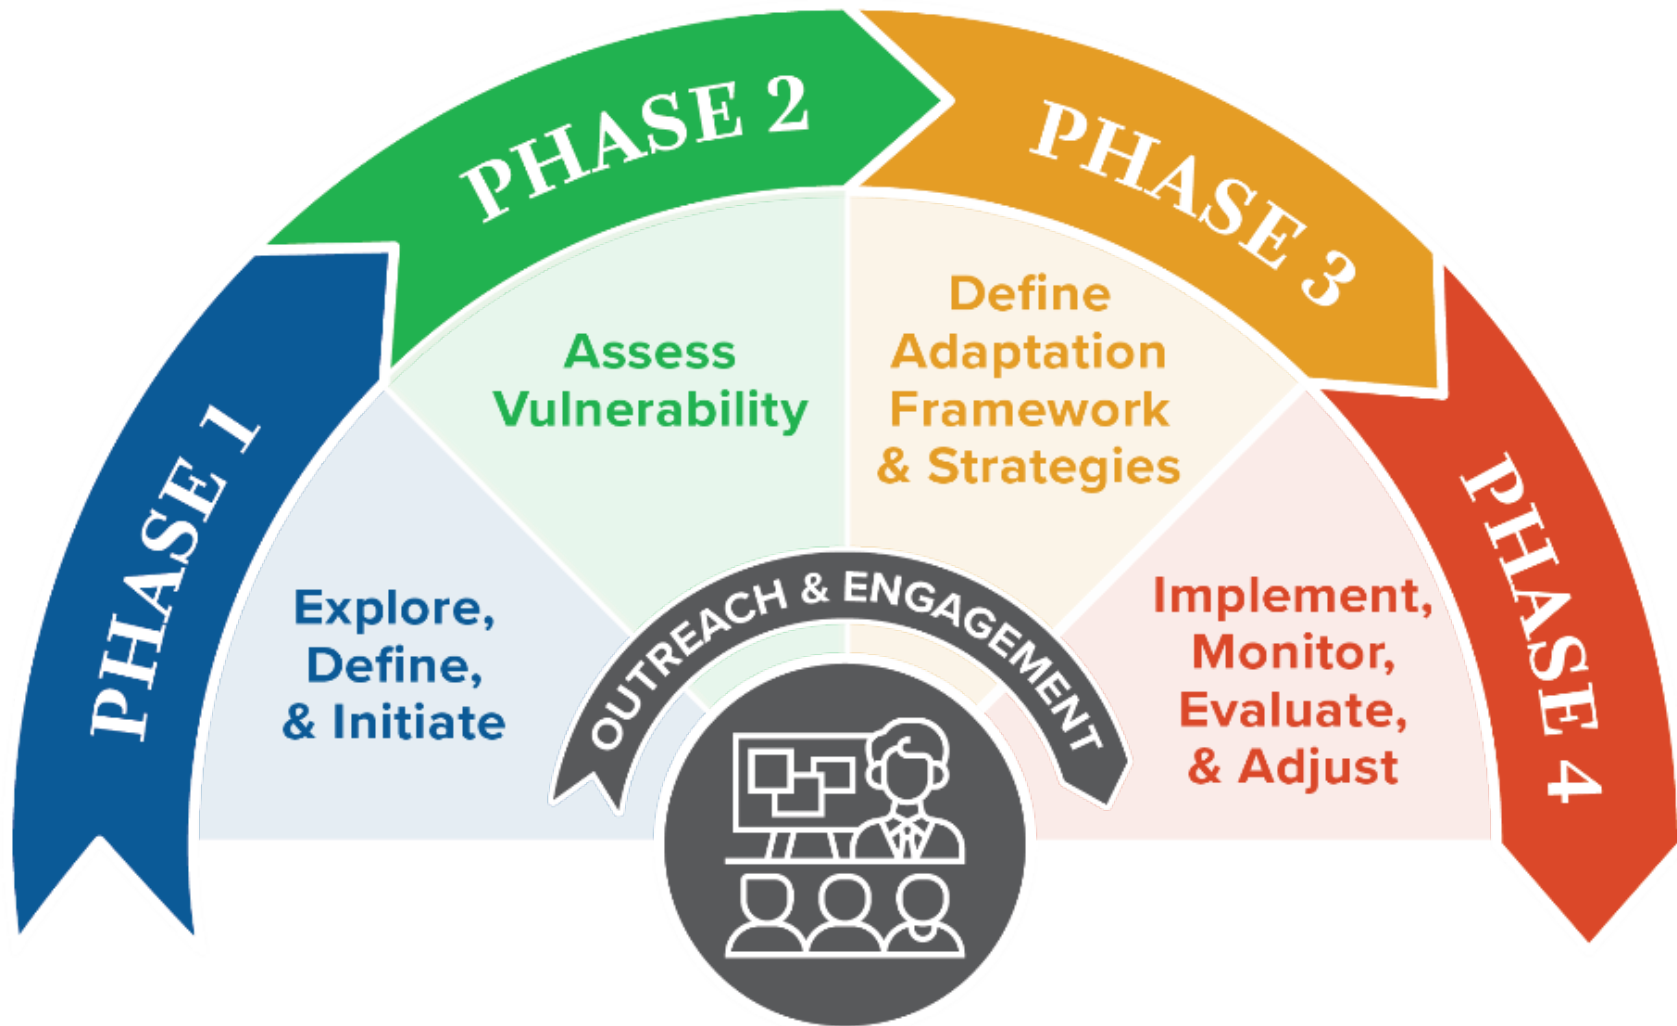 PHASE 1
Explore,
Define,
& Initiate
PHASE 2
Assess
Vulnerability
PHASE 3
Define
Adaptation
Framework
& Strategies
PHASE 4
Implement,
Monitor,
Evaluate,
& Adjust
OUTREACH & ENGAGEMENT